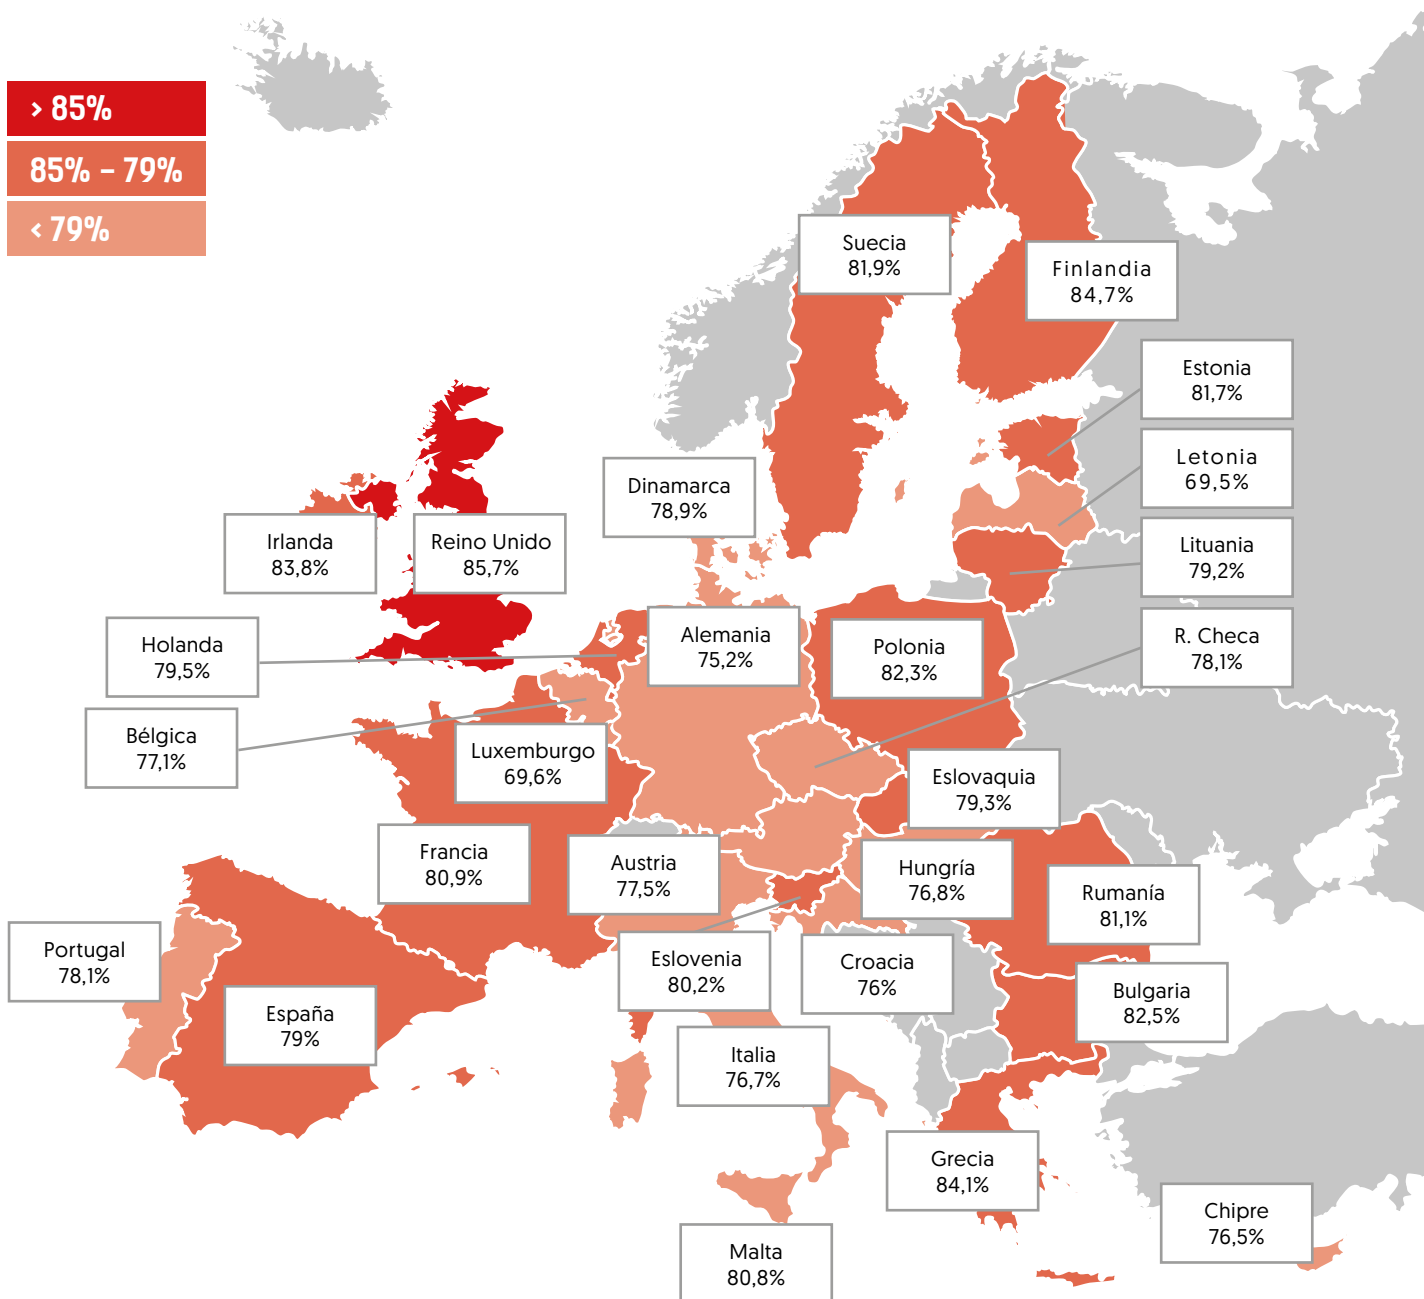 > 85%
85% – 79%
< 79%
Suecia
81,9%
Finlandia
84,7%
Estonia
81,7%
Letonia
69,5%
Dinamarca
78,9%
Irlanda
83,8%
Reino Unido
85,7%
Lituania
79,2%
Holanda
79,5%
Alemania
75,2%
Polonia
82,3%
R. Checa
78,1%
Bélgica
77,1%
Luxemburgo
69,6%
Eslovaquia
79,3%
Francia
80,9%
Austria
77,5%
Hungría
76,8%
Rumanía
81,1%
Portugal
78,1%
Eslovenia
80,2%
Croacia
76%
Bulgaria
82,5%
España
79%
Italia
76,7%
Grecia
84,1%
Chipre
76,5%
Malta
80,8%